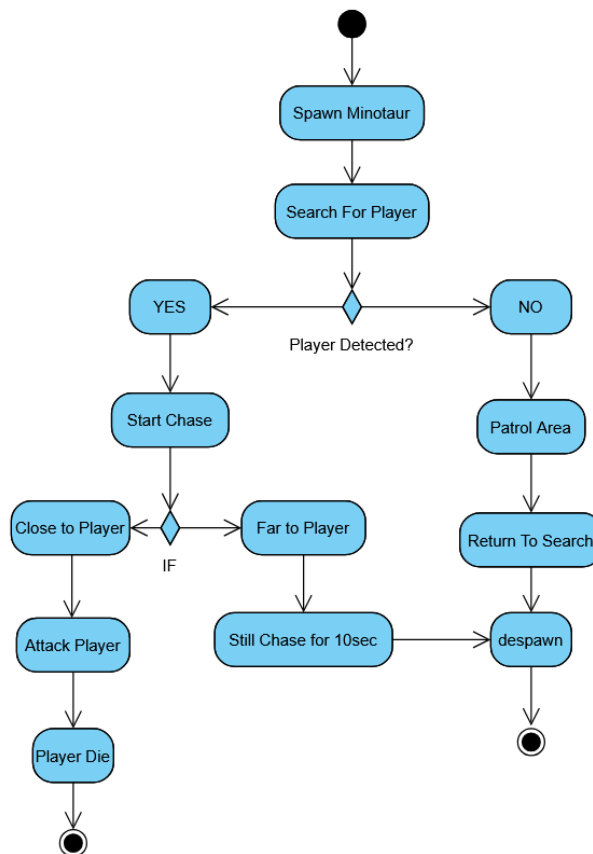 Spawn Minotaur
Search For Player
YES
NO
Player Detected?
Start Chase
Patrol Area
Close to Player
Far to Player
IF
Return To Search
Attack Player
Still Chase for 10sec
despawn
Player Die